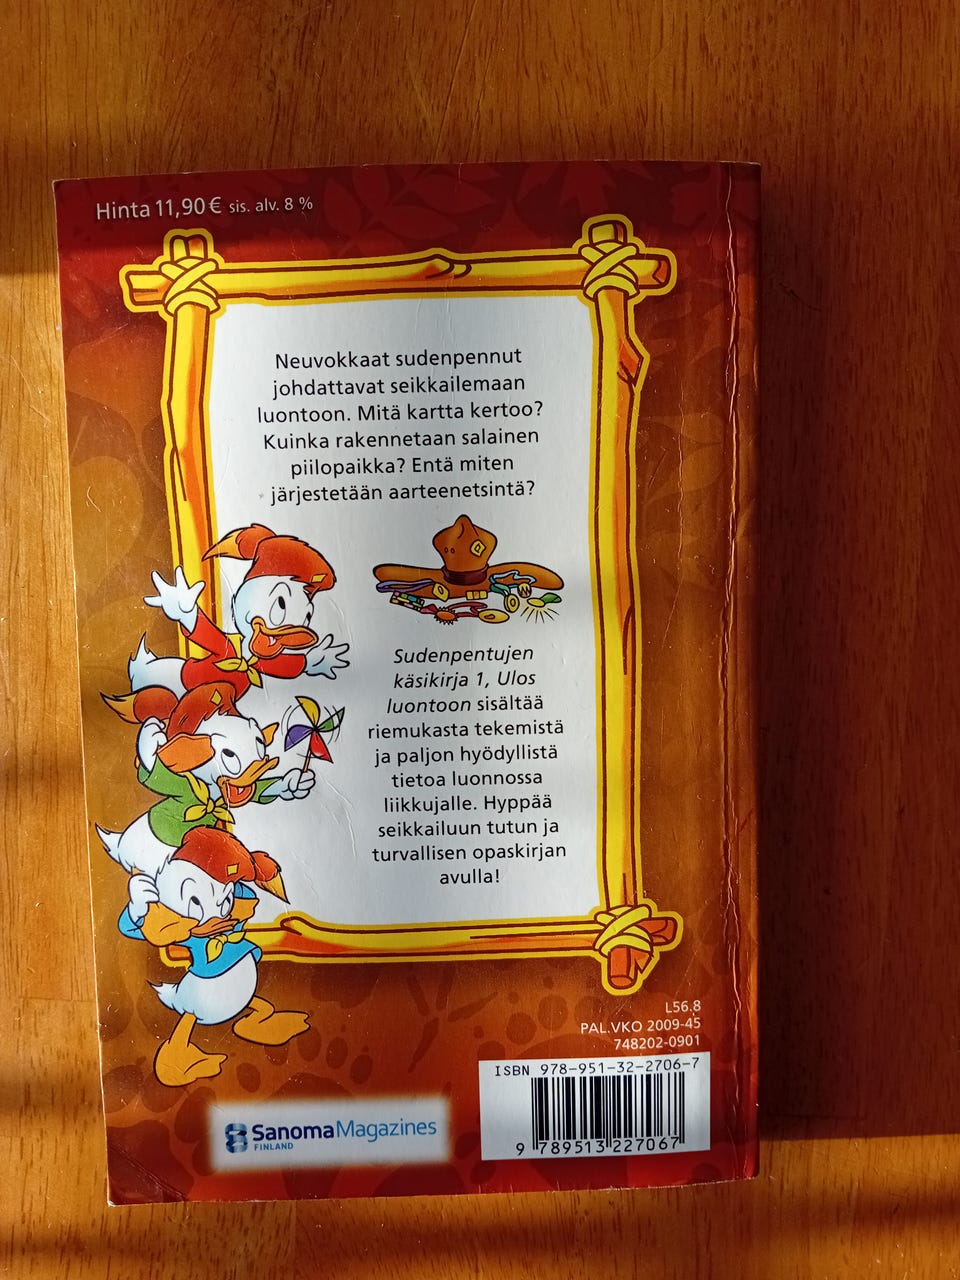 Hinta 11,90 € sis. alv. 8 %
Neuvokkaat sudenpennut
johdattavat seikkailemaan
luontoon. Mitä kartta kertoo?
Kuinka rakennetaan salainen
piilopaikka? Entä miten
järjestetään aarteenetsintä?
Sudenpentujen
käsikirja 1, Ulos
luontoon sisältää
riemukasta tekemistä
ja paljon hyödyllistä
tietoa luonnossa
liikkujalle. Hyppää
seikkailuun tutun ja
turvallisen opaskirjan
avulla!
L56.8
PAL.VKO 2009-45
748202-0901
ISBN 978-951-32-2706-7
9 789513 227067
SanomaMagazines
FINLAND